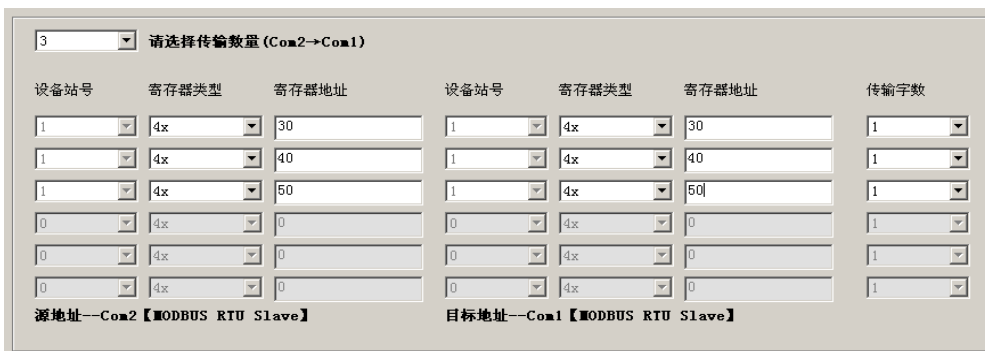 3 请选择传输数量(Com2→Com1)
设备站号 寄存器类型 寄存器地址 设备站号 寄存器类型 寄存器地址 传输字数
1 4x 30 1 4x 30 1
1 4x 40 1 4x 40 1
1 4x 50 1 4x 50 1
0 4x 0 0 4x 0 1
0 4x 0 0 4x 0 1
0 4x 0 0 4x 0 1
源地址--Com2【MODBUS RTU Slave】 目标地址--Com1【MODBUS RTU Slave】